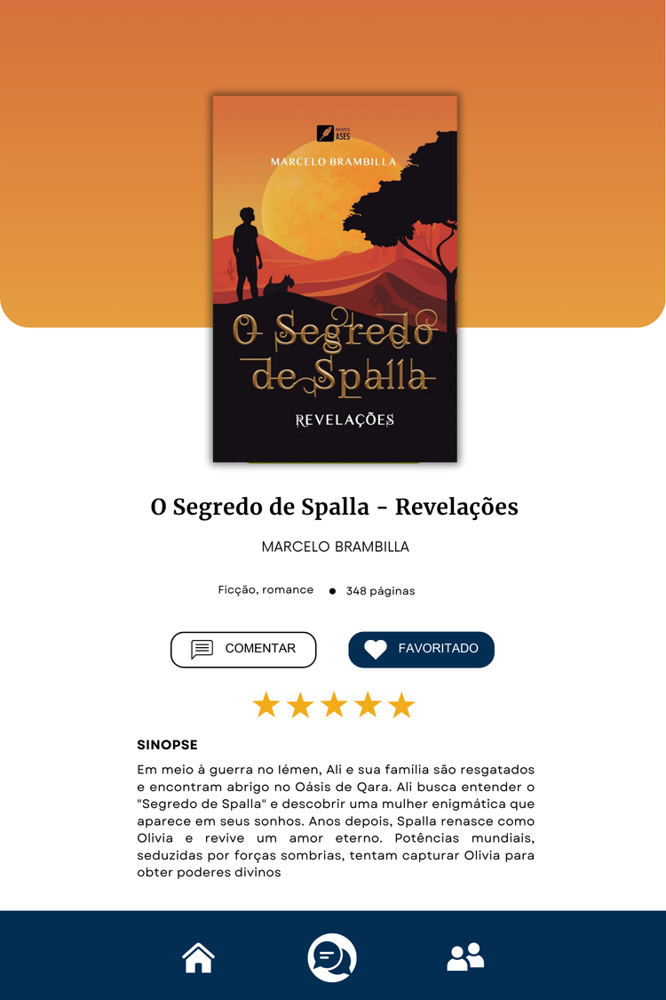 NOVOS
ASES
MARCELO BRAMBILLA
O Segredo
de Spalla
REVELAÇÕES
O Segredo de Spalla - Revelações
MARCELO BRAMBILLA
Ficção, romance ● 348 páginas
COMENTAR FAVORITADO
SINOPSE
Em meio à guerra no Iémen, Ali e sua família são resgatados
e encontram abrigo no Oásis de Qara. Ali busca entender o
"Segredo de Spalla" e descobrir uma mulher enigmática que
aparece em seus sonhos. Anos depois, Spalla renasce como
Olivia e revive um amor eterno. Potências mundiais,
seduzidas por forças sombrias, tentam capturar Olivia para
obter poderes divinos